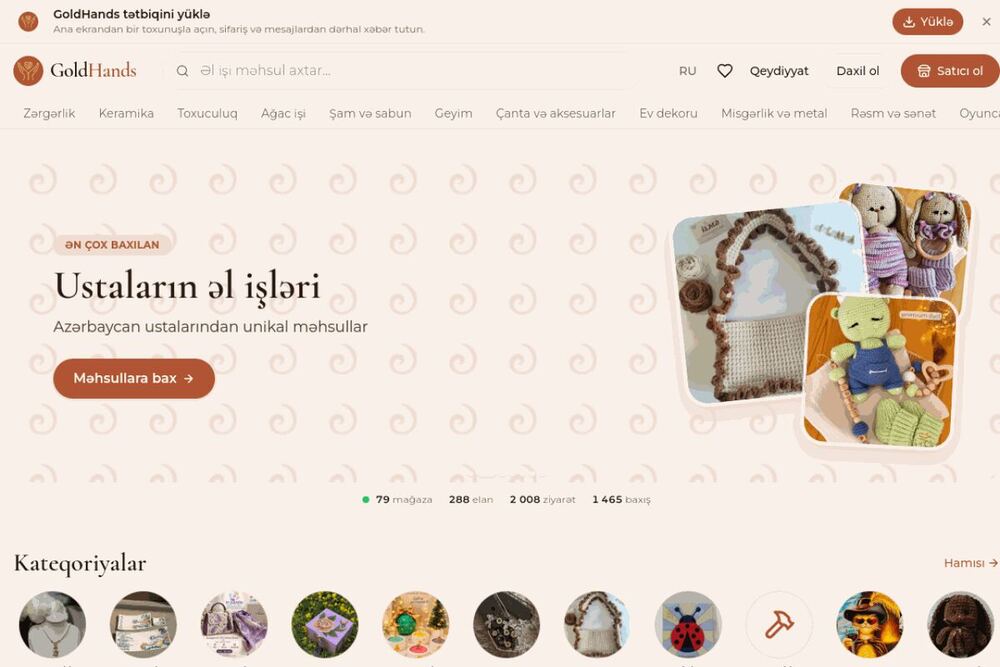 GoldHands tətbiqini yüklə
Ana ekrandan bir toxunuşla açın, sifariş və mesajlardan dərhal xəbər tutun.
Yüklə
GoldHands
Əl işi məhsul axtar...
RU
Qeydiyyat
Daxil ol
Satıcı ol
Zərgərlik
Keramika
Toxuculuq
Ağac işi
Şam və sabun
Geyim
Çanta və aksesuarlar
Ev dekoru
Misgərlik və metal
Rəsm və sənət
Oyunca
ƏN ÇOX BAXILAN
Ustaların əl işləri
Azərbaycan ustalarından unikal məhsullar
Məhsullara bax →
79 mağaza 288 elan 2 008 ziyarət 1 465 baxış
Kateqoriyalar
Hamısı →